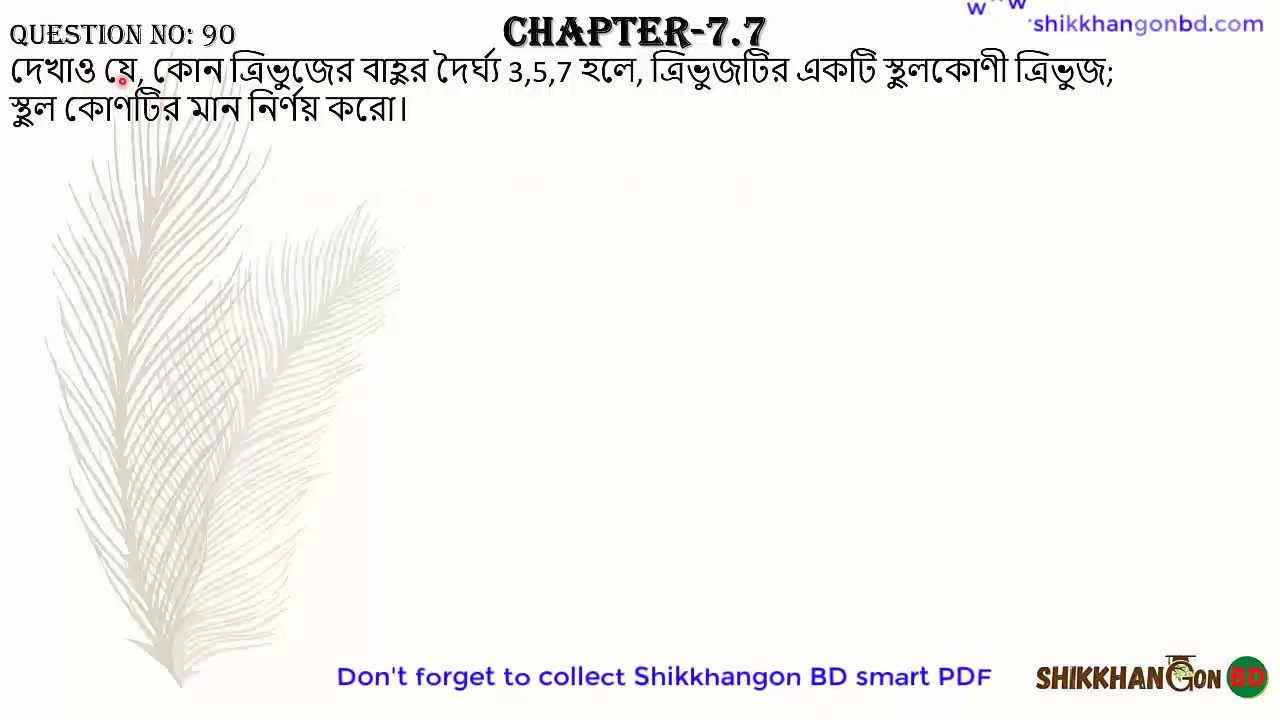 QUESTION NO: 90
CHAPTER-7.7
www
shikkhangonbd.com
দেখাও যে, কোন ত্রিভুজের বাহুর দৈর্ঘ্য 3,5,7 হলে, ত্রিভুজটির একটি স্থুলকোণী ত্রিভুজ;
স্থুল কোণটির মান নির্ণয় করো।
Don't forget to collect Shikkhangon BD smart PDF
SHIKKHANGON BD